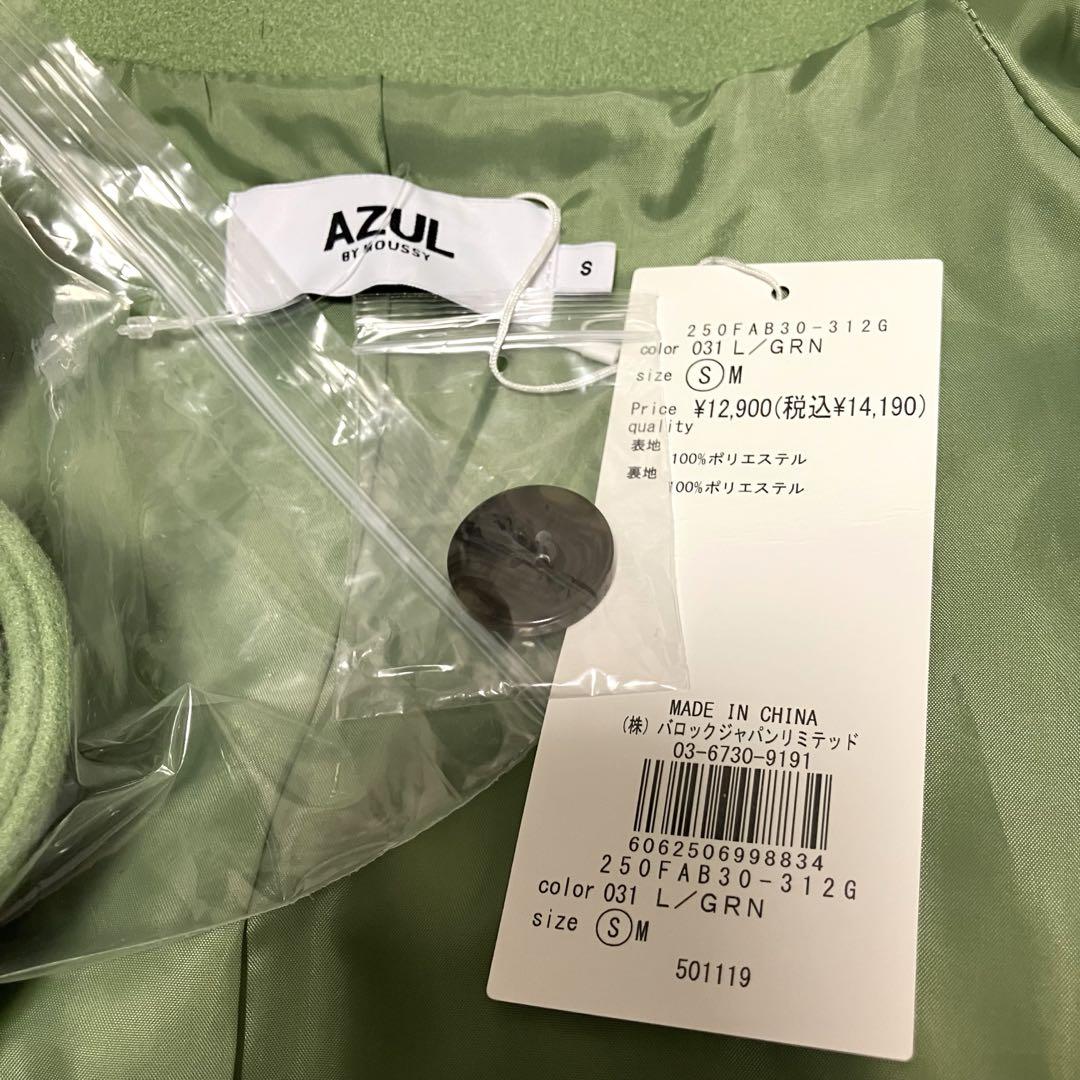 AZUL
BY MOUSSY
S
250FAB30-312G
color 031 L/GRN
size S M
Price ¥12,900(税込¥14,190)
quality
表地 100%ポリエステル
裏地 100%ポリエステル
MADE IN CHINA
(株) バロックジャパンリミテッド
03-6730-9191
6062506998834
250FAB30-312G
color 031 L/GRN
size S M
501119